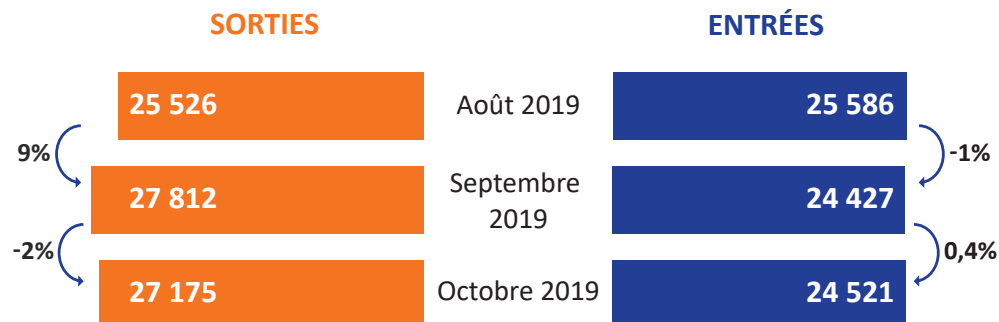 SORTIES ENTRÉES
25 526 Août 2019 25 586
9% -1%
27 812 Septembre 24 427
2019
-2% 0,4%
27 175 Octobre 2019 24 521